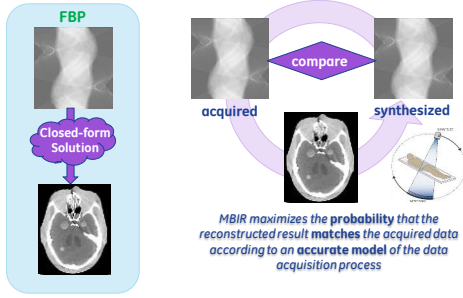 FBP
Closed-form
Solution
compare
acquired
synthesized
MBIR maximizes the probability that the
reconstructed result matches the acquired data
according to an accurate model of the data
acquisition process